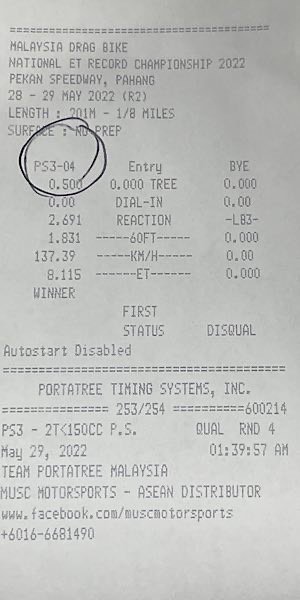 =================================
MALAYSIA DRAG BIKE
NATIONAL ET RECORD CHAMPIONSHIP 2022
PEKAN SPEEDWAY, PAHANG
28 - 29 MAY 2022 (R2)
LENGTH : 201M - 1/8 MILES
SURFACE : NO PREP
PS3-04 Entry BYE
0.500 0.000 TREE 0.000
0.00 DIAL-IN 0.00
2.691 REACTION -LB3-
1.831 -----60FT----- 0.000
137.39 -----KM/H----- 0.00
8.115 ------ET------ 0.000
WINNER
FIRST
STATUS DISQUAL
Autostart Disabled
=====================================
PORTATREE TIMING SYSTEMS, INC.
============== 253/254 ==========600214
PS3 - 2T<150CC P.S. QUAL RND 4
May 29, 2022 01:39:57 AM
TEAM PORTATREE MALAYSIA
MUSC MOTORSPORTS - ASEAN DISTRIBUTOR
www.facebook.com/muscmotorsports
+6016-6681490